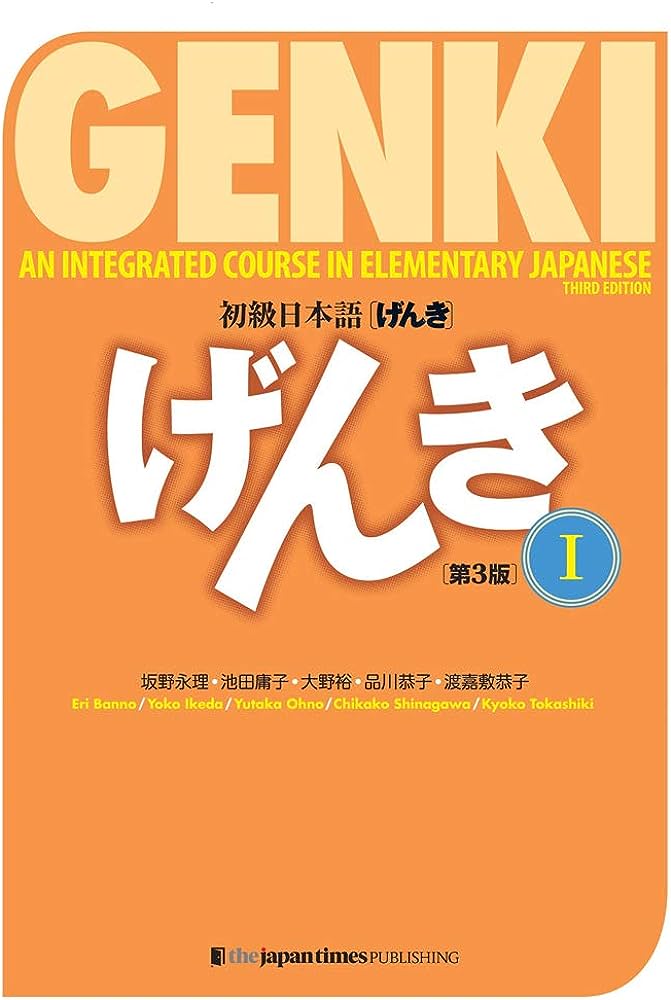 GENKI
AN INTEGRATED COURSE IN ELEMENTARY JAPANESE
THIRD EDITION
初級日本語［げんき］
げんき
I
［第3版］
坂野永理・池田庸子・大野裕・品川恭子・渡嘉敷恭子
Eri Banno/Yoko Ikeda/Yutaka Ohno/Chikako Shinagawa/Kyoko Tokashiki
the japan times PUBLISHING